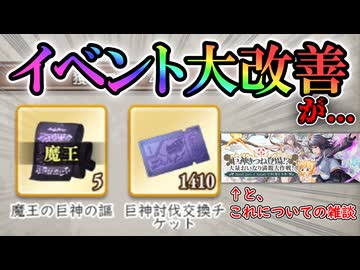 イベント大改善
が...
魔王
5
1410
魔王の巨神の謳
巨神討伐交換チ
ケット
↑と、
これについての雑談